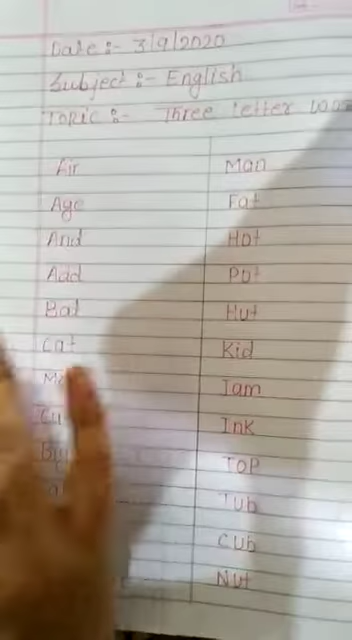 Date :- 3/9/2020
Subject :- English
Topic :- Three letter
Air Man
Age Fat
And Hot
Add Pot
Bat Hut
Cat Kid
Iam
Ink
Top
Tub
Cub
Nut